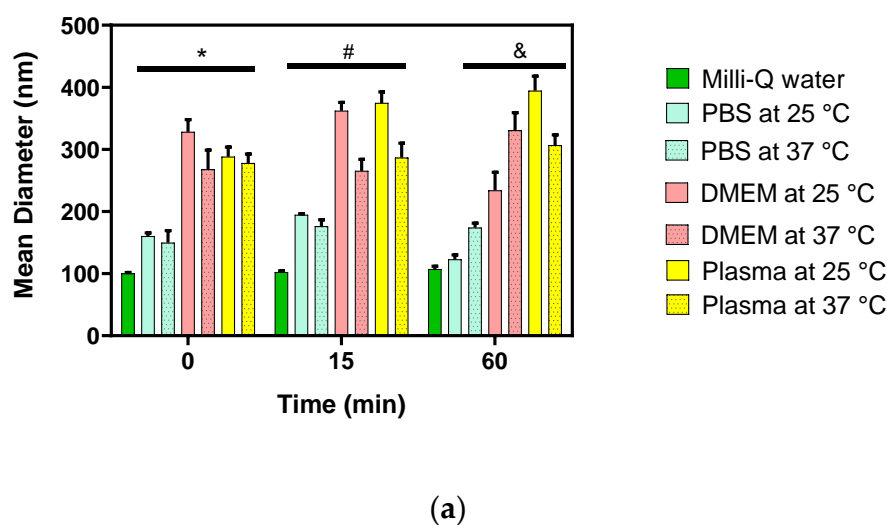 Mean Diameter (nm)
500
400
300
200
100
0
*
#
&
0
15
60
Time (min)
Milli-Q water
PBS at 25 °C
PBS at 37 °C
DMEM at 25 °C
DMEM at 37 °C
Plasma at 25 °C
Plasma at 37 °C
(a)